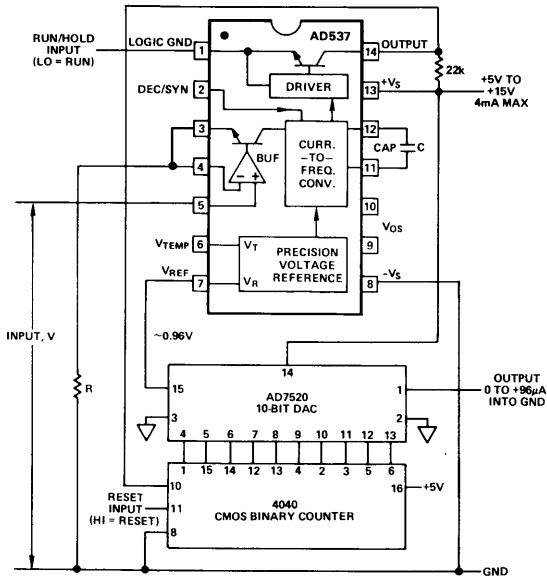 AD537
RUN/HOLD
INPUT
(LO = RUN)
LOGIC GND
1
14
OUTPUT
22k
DRIVER
DEC/SYN
2
13
+VS
+5V TO
+15V
4mA MAX
3
12
CAP
C
BUF
CURR.
–TO–
FREQ.
CONV.
4
11
– +
5
10
VOS
VTEMP
6
VT
PRECISION
VOLTAGE
REFERENCE
9
VREF
7
VR
8
–VS
INPUT, V
~0.96V
R
14
15
AD7520
10-BIT DAC
1
OUTPUT
0 TO +96μA
INTO GND
3
2
4 5 6 7 8 9 10 11 12 13
1 15 14 12 13 4 2 3 5 6
10
16
+5V
RESET
INPUT
(HI = RESET)
11
4040
CMOS BINARY COUNTER
8
GND